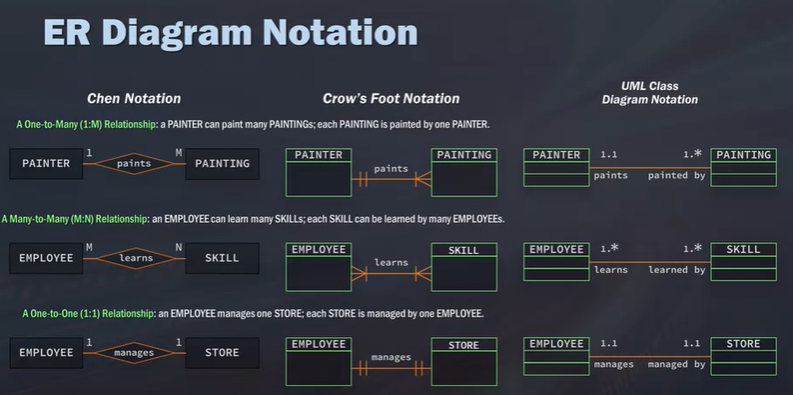 ER Diagram Notation
Chen Notation
Crow's Foot Notation
UML Class
Diagram Notation
A One-to-Many (1:M) Relationship: a PAINTER can paint many PAINTINGs; each PAINTING is painted by one PAINTER.
PAINTER 1 paints M PAINTING
PAINTER paints PAINTING
PAINTER 1.1 1.* PAINTING
paints painted by
A Many-to-Many (M:N) Relationship: an EMPLOYEE can learn many SKILLs; each SKILL can be learned by many EMPLOYEEs.
EMPLOYEE M learns N SKILL
EMPLOYEE learns SKILL
EMPLOYEE 1.* 1.* SKILL
learns learned by
A One-to-One (1:1) Relationship: an EMPLOYEE manages one STORE; each STORE is managed by one EMPLOYEE.
EMPLOYEE 1 manages 1 STORE
EMPLOYEE manages STORE
EMPLOYEE 1.1 1.1 STORE
manages managed by